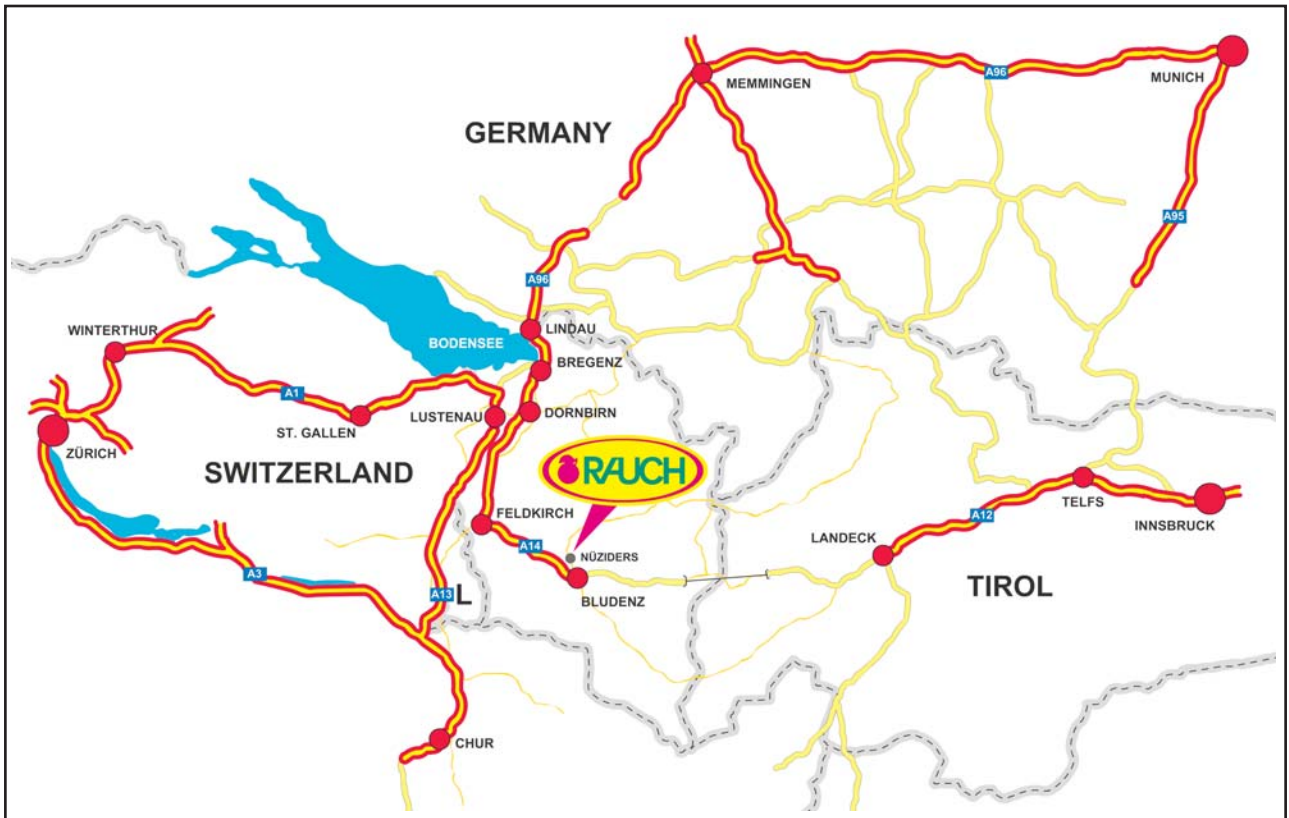 A96
MUNICH
MEMMINGEN
GERMANY
A95
A96
WINTERTHUR
LINDAU
BODENSEE
BREGENZ
A1
LUSTENAU
DORNBIRN
ST. GALLEN
ZÜRICH
SWITZERLAND
RAUCH
TELFS
FELDKIRCH
A12
INNSBRUCK
LANDECK
A14
NÜZIDERS
A3
A13
L
BLUDENZ
TIROL
CHUR